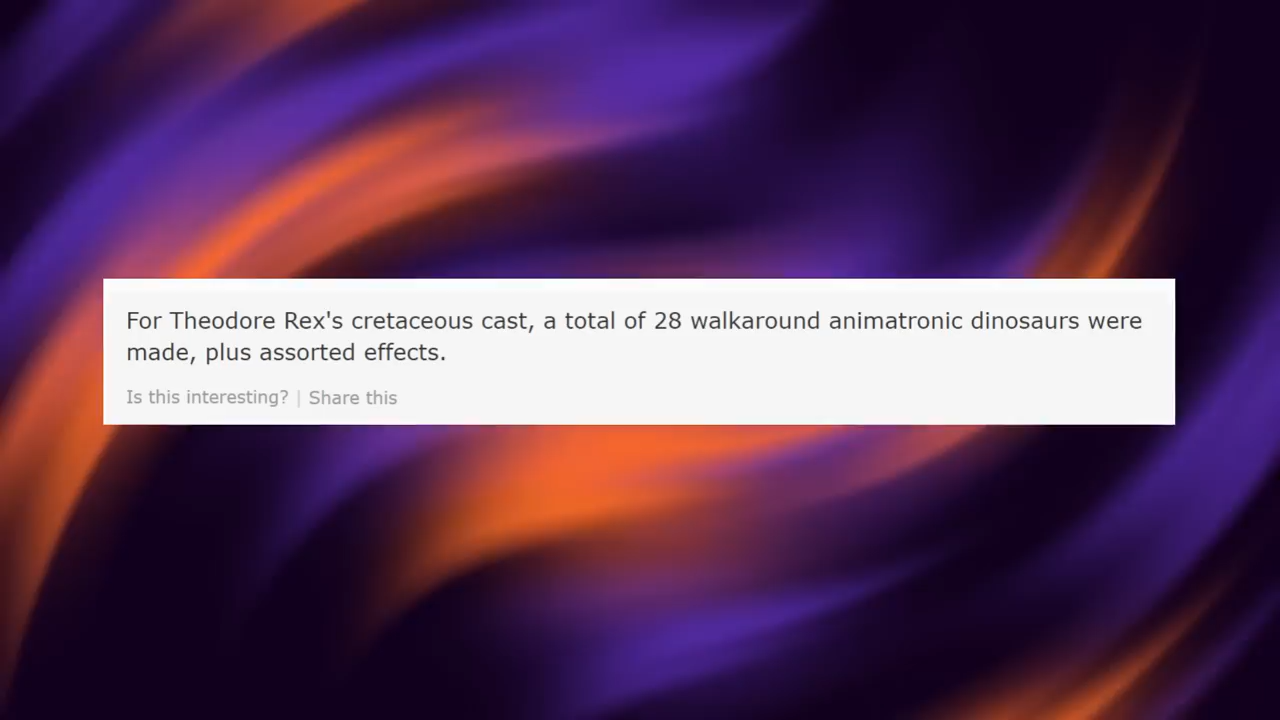 For Theodore Rex's cretaceous cast, a total of 28 walkaround animatronic dinosaurs were
made, plus assorted effects.
Is this interesting? | Share this